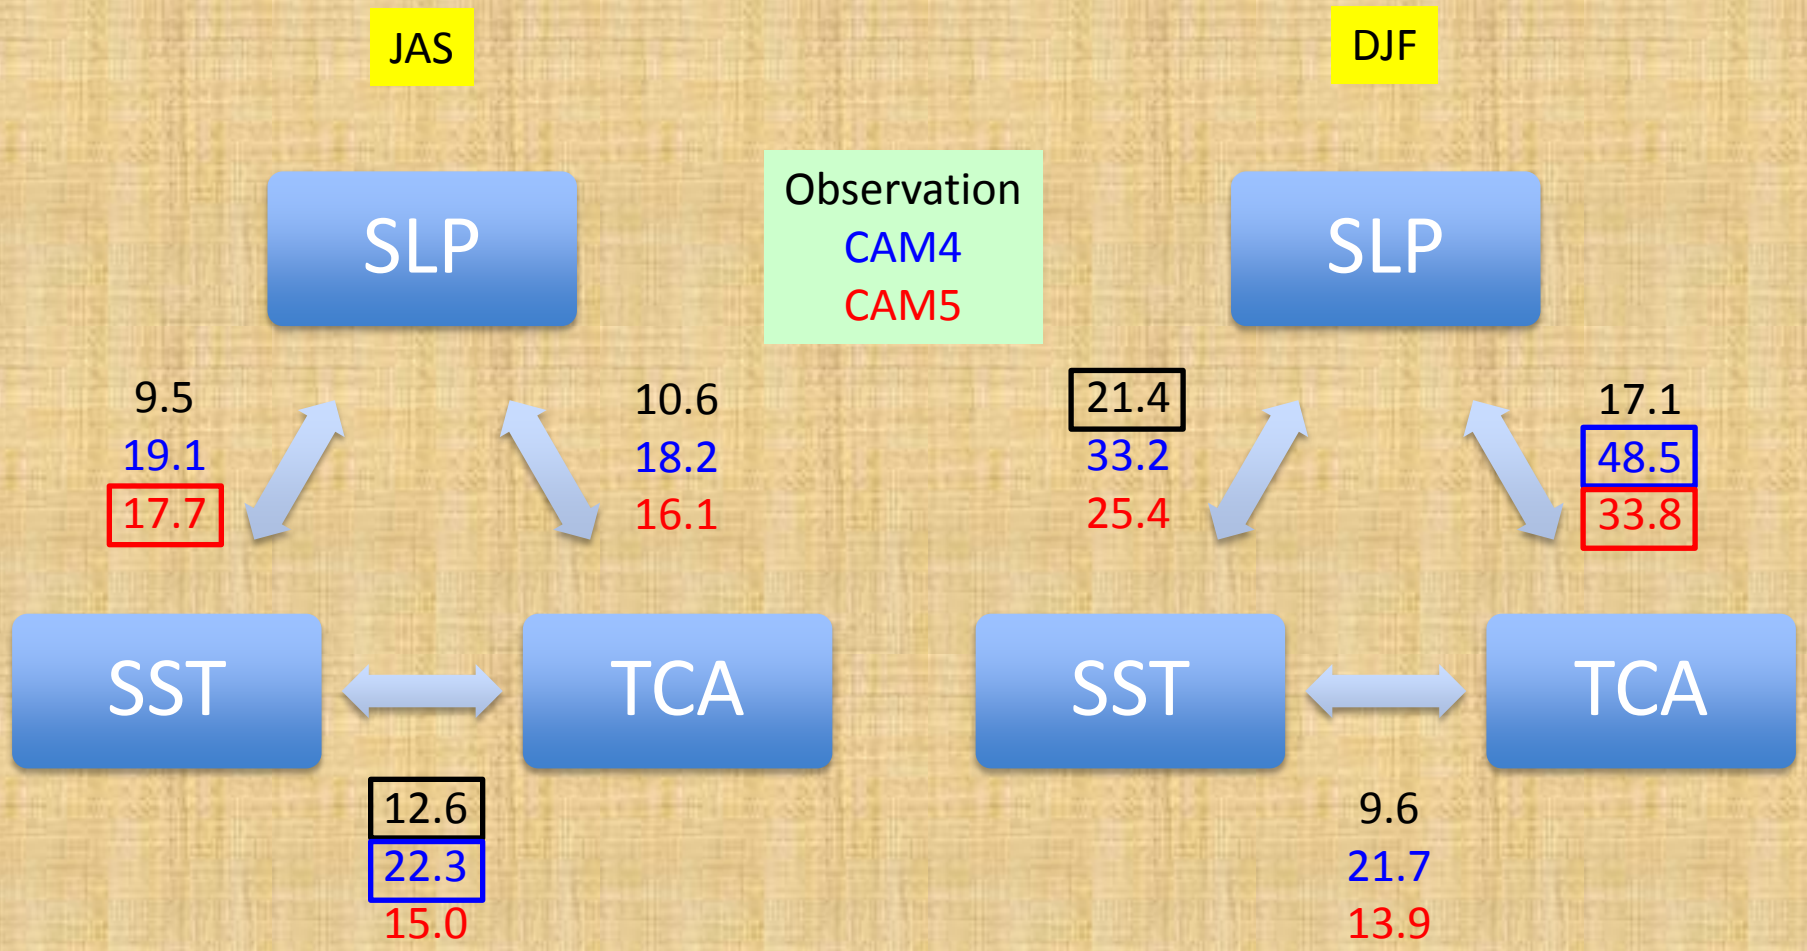 JAS
SLP
9.5
19.1
17.7
10.6
18.2
16.1
SST
TCA
12.6
22.3
15.0
Observation
CAM4
CAM5
DJF
SLP
21.4
33.2
25.4
17.1
48.5
33.8
SST
TCA
9.6
21.7
13.9